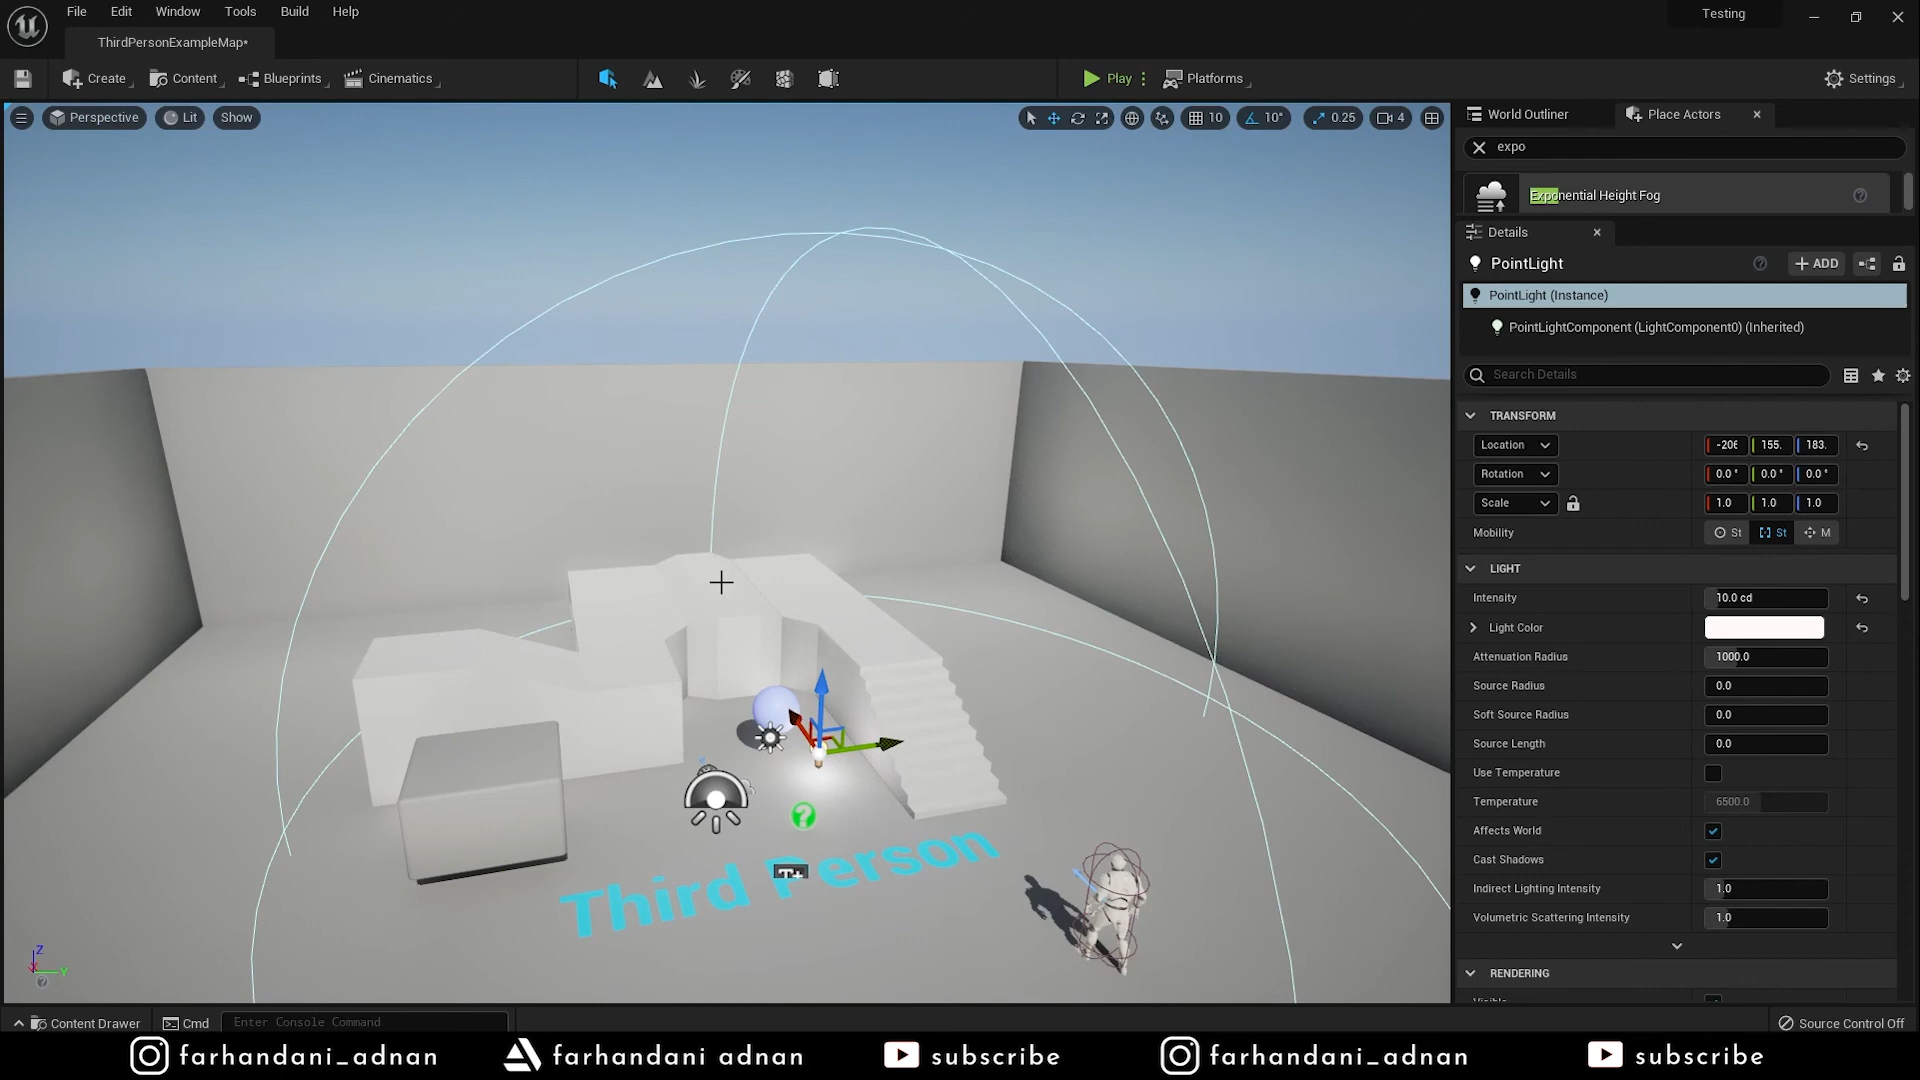 File Edit Window Tools Build Help
Testing
ThirdPersonExampleMap*
Create Content Blueprints Cinematics Play Platforms Settings
Perspective Lit Show 10 10° 0.25 4
World Outliner Place Actors
expo
Exponential Height Fog
Details
PointLight
ADD
PointLight (Instance)
PointLightComponent (LightComponent0) (Inherited)
Search Details
TRANSFORM
Location -206 155. 183.
Rotation 0.0 ° 0.0 ° 0.0 °
Scale 1.0 1.0 1.0
Mobility St St M
LIGHT
Intensity 10.0 cd
Light Color
Attenuation Radius 1000.0
Source Radius 0.0
Soft Source Radius 0.0
Source Length 0.0
Use Temperature
Temperature 6500.0
Affects World
Cast Shadows
Indirect Lighting Intensity 1.0
Volumetric Scattering Intensity 1.0
RENDERING
Third Person
Z
X Y
Content Drawer Cmd Enter Console Command Source Control Off
farhandani_adnan farhandani adnan subscribe farhandani_adnan subscribe